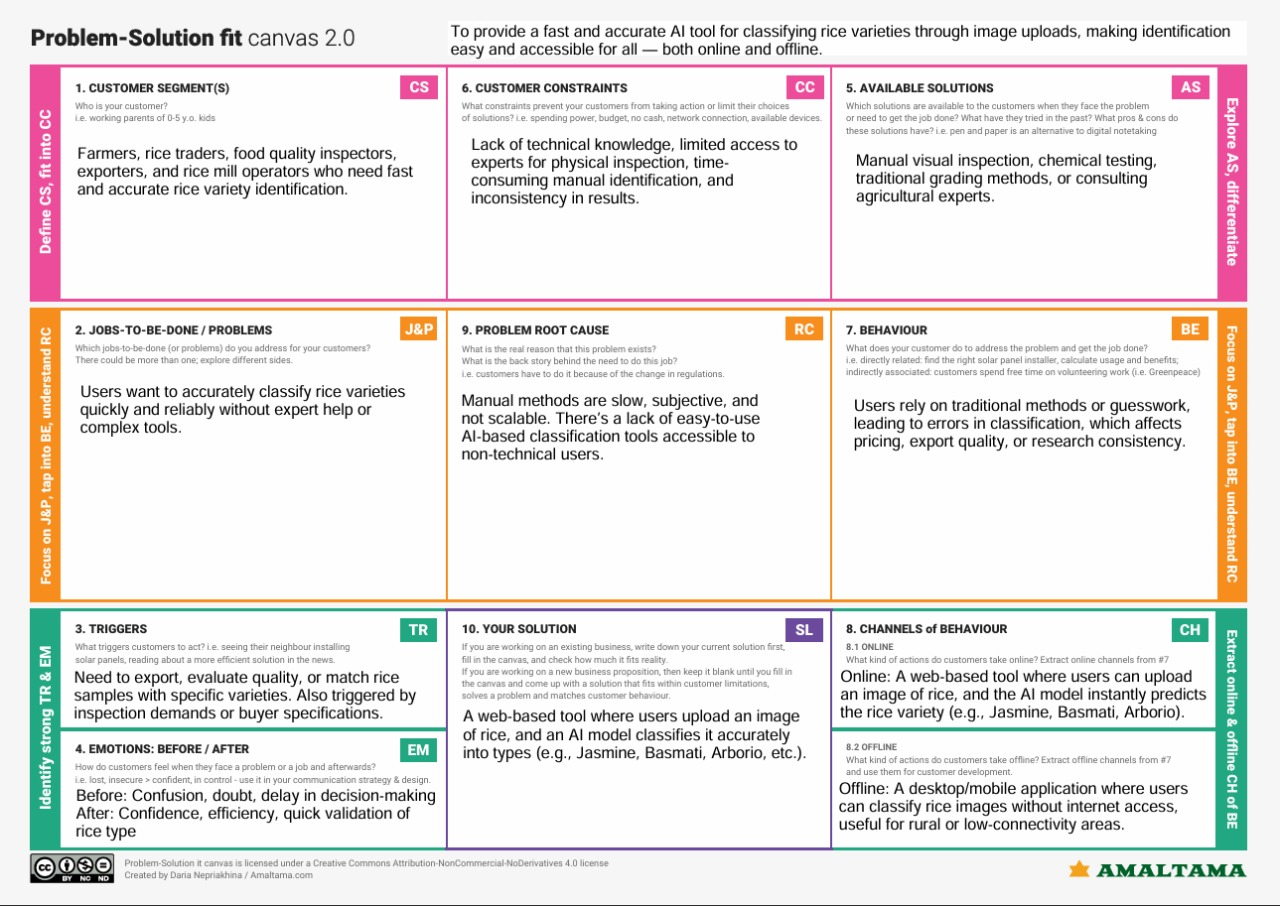 Problem-Solution fit canvas 2.0
To provide a fast and accurate AI tool for classifying rice varieties through image uploads, making identification
easy and accessible for all — both online and offline.
Define CS, fit into CC
1. CUSTOMER SEGMENT(S)
CS
Who is your customer?
i.e. working parents of 0-5 y.o. kids
Farmers, rice traders, food quality inspectors,
exporters, and rice mill operators who need fast
and accurate rice variety identification.
6. CUSTOMER CONSTRAINTS
CC
What constraints prevent your customers from taking action or limit their choices
of solutions? i.e. spending power, budget, no cash, network connection, available devices.
Lack of technical knowledge, limited access to
experts for physical inspection, time-
consuming manual identification, and
inconsistency in results.
5. AVAILABLE SOLUTIONS
AS
Which solutions are available to the customers when they face the problem
or need to get the job done? What have they tried in the past? What pros & cons do
these solutions have? i.e. pen and paper is an alternative to digital notetaking
Manual visual inspection, chemical testing,
traditional grading methods, or consulting
agricultural experts.
Explore AS, differentiate
Focus on J&P, tap into BE, understand RC
2. JOBS-TO-BE-DONE / PROBLEMS
J&P
Which jobs-to-be-done (or problems) do you address for your customers?
There could be more than one; explore different sides.
Users want to accurately classify rice varieties
quickly and reliably without expert help or
complex tools.
9. PROBLEM ROOT CAUSE
RC
What is the real reason that this problem exists?
What is the back story behind the need to do this job?
i.e. customers have to do it because of the change in regulations.
Manual methods are slow, subjective, and
not scalable. There's a lack of easy-to-use
AI-based classification tools accessible to
non-technical users.
7. BEHAVIOUR
BE
What does your customer do to address the problem and get the job done?
i.e. directly related: find the right solar panel installer, calculate usage and benefits;
indirectly associated: customers spend free time on volunteering work (i.e. Greenpeace)
Users rely on traditional methods or guesswork,
leading to errors in classification, which affects
pricing, export quality, or research consistency.
Focus on J&P, tap into BE, understand RC
Identify strong TR & EM
3. TRIGGERS
TR
What triggers customers to act? i.e. seeing their neighbour installing
solar panels, reading about a more efficient solution in the news.
Need to export, evaluate quality, or match rice
samples with specific varieties. Also triggered by
inspection demands or buyer specifications.
4. EMOTIONS: BEFORE / AFTER
EM
How do customers feel when they face a problem or a job and afterwards?
i.e. lost, insecure > confident, in control - use it in your communication strategy & design.
Before: Confusion, doubt, delay in decision-making
After: Confidence, efficiency, quick validation of
rice type
10. YOUR SOLUTION
SL
If you are working on an existing business, write down your current solution first,
fill in the canvas, and check how much it fits reality.
If you are working on a new business proposition, then keep it blank until you fill in
the canvas and come up with a solution that fits within customer limitations,
solves a problem and matches customer behaviour.
A web-based tool where users upload an image
of rice, and an AI model classifies it accurately
into types (e.g., Jasmine, Basmati, Arborio, etc.).
8. CHANNELS of BEHAVIOUR
CH
8.1 ONLINE
What kind of actions do customers take online? Extract online channels from #7
Online: A web-based tool where users can upload
an image of rice, and the AI model instantly predicts
the rice variety (e.g., Jasmine, Basmati, Arborio).
8.2 OFFLINE
What kind of actions do customers take offline? Extract offline channels from #7
and use them for customer development.
Offline: A desktop/mobile application where users
can classify rice images without internet access,
useful for rural or low-connectivity areas.
Extract online & offline CH of BE
CC BY NC ND
Problem-Solution it canvas is licensed under a Creative Commons Attribution-NonCommercial-NoDerivatives 4.0 license
Created by Daria Nepriakhina / Amaltama.com
AMALTAMA